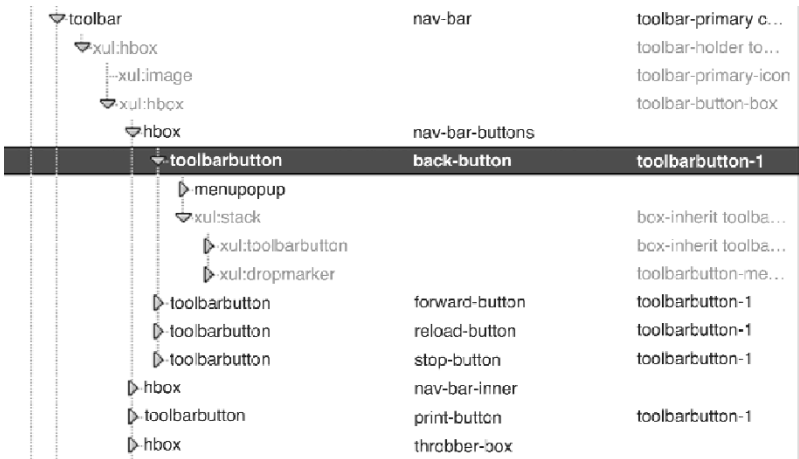 toolbar nav-bar toolbar-primary c...
xul:hbox toolbar-holder to...
xul:image toolbar-primary-icon
xul:hbox toolbar-button-box
hbox nav-bar-buttons
toolbarbutton back-button toolbarbutton-1
menupopup
xul:stack box-inherit toolba...
xul:toolbarbutton box-inherit toolba...
xul:dropmarker toolbarbutton-me...
toolbarbutton forward-button toolbarbutton-1
toolbarbutton reload-button toolbarbutton-1
toolbarbutton stop-button toolbarbutton-1
hbox nav-bar-inner
toolbarbutton print-button toolbarbutton-1
hbox throbber-box